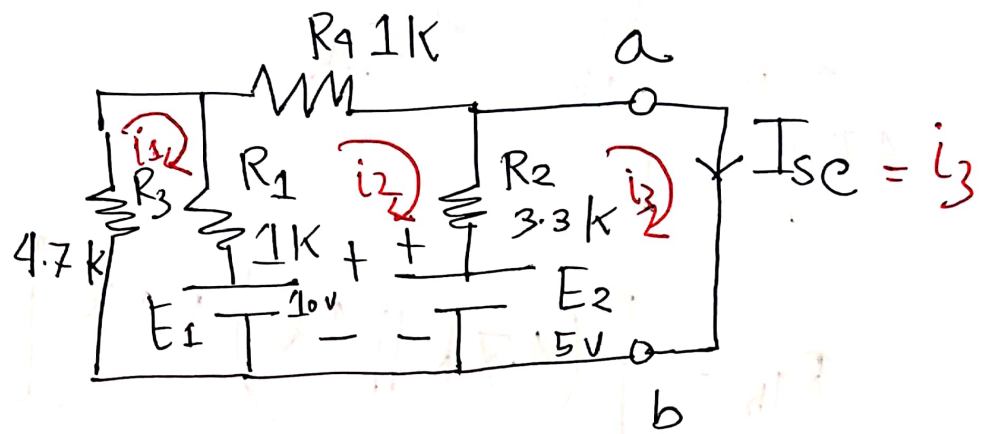 R4 1K
a
i1
R3
4.7 k
R1
1K
i2
R2
3.3 k
i3
Isc = i3
+ +
E1
10v
- -
E2
5V
b